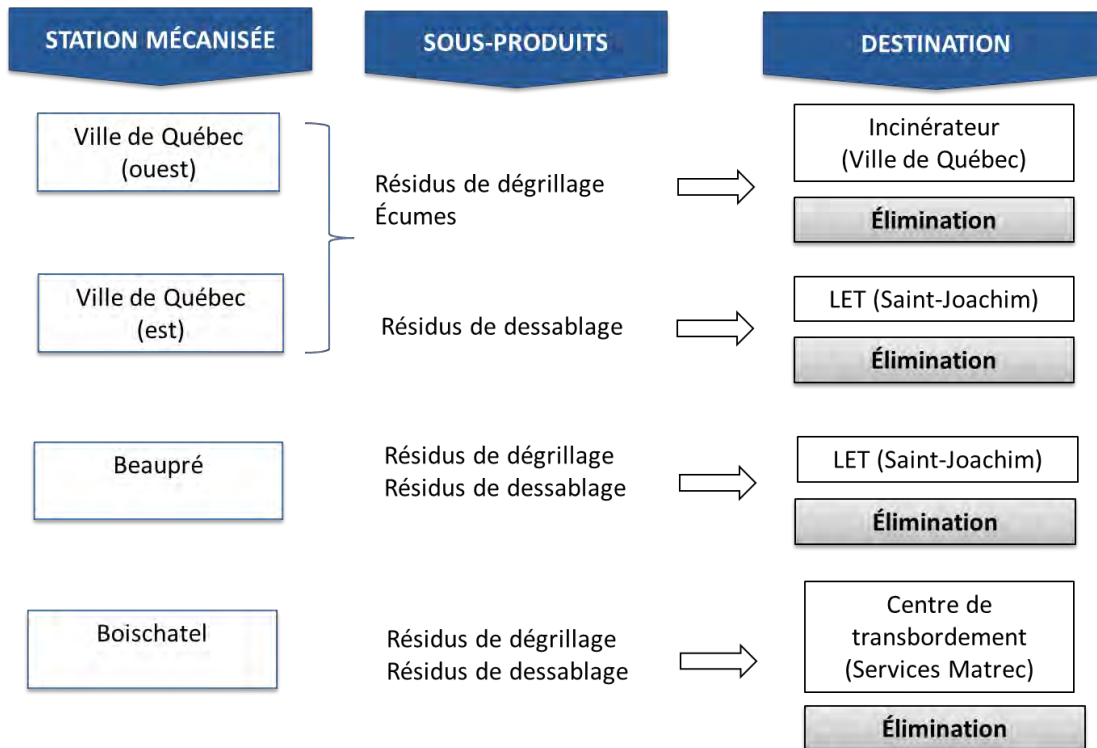 STATION MÉCANISÉE
SOUS-PRODUITS
DESTINATION
Ville de Québec
(ouest)
Ville de Québec
(est)
Résidus de dégrillage
Écumes
Incinérateur
(Ville de Québec)
Élimination
Résidus de dessablage
LET (Saint-Joachim)
Élimination
Beaupré
Résidus de dégrillage
Résidus de dessablage
LET (Saint-Joachim)
Élimination
Boischatel
Résidus de dégrillage
Résidus de dessablage
Centre de
transbordement
(Services Matrec)
Élimination